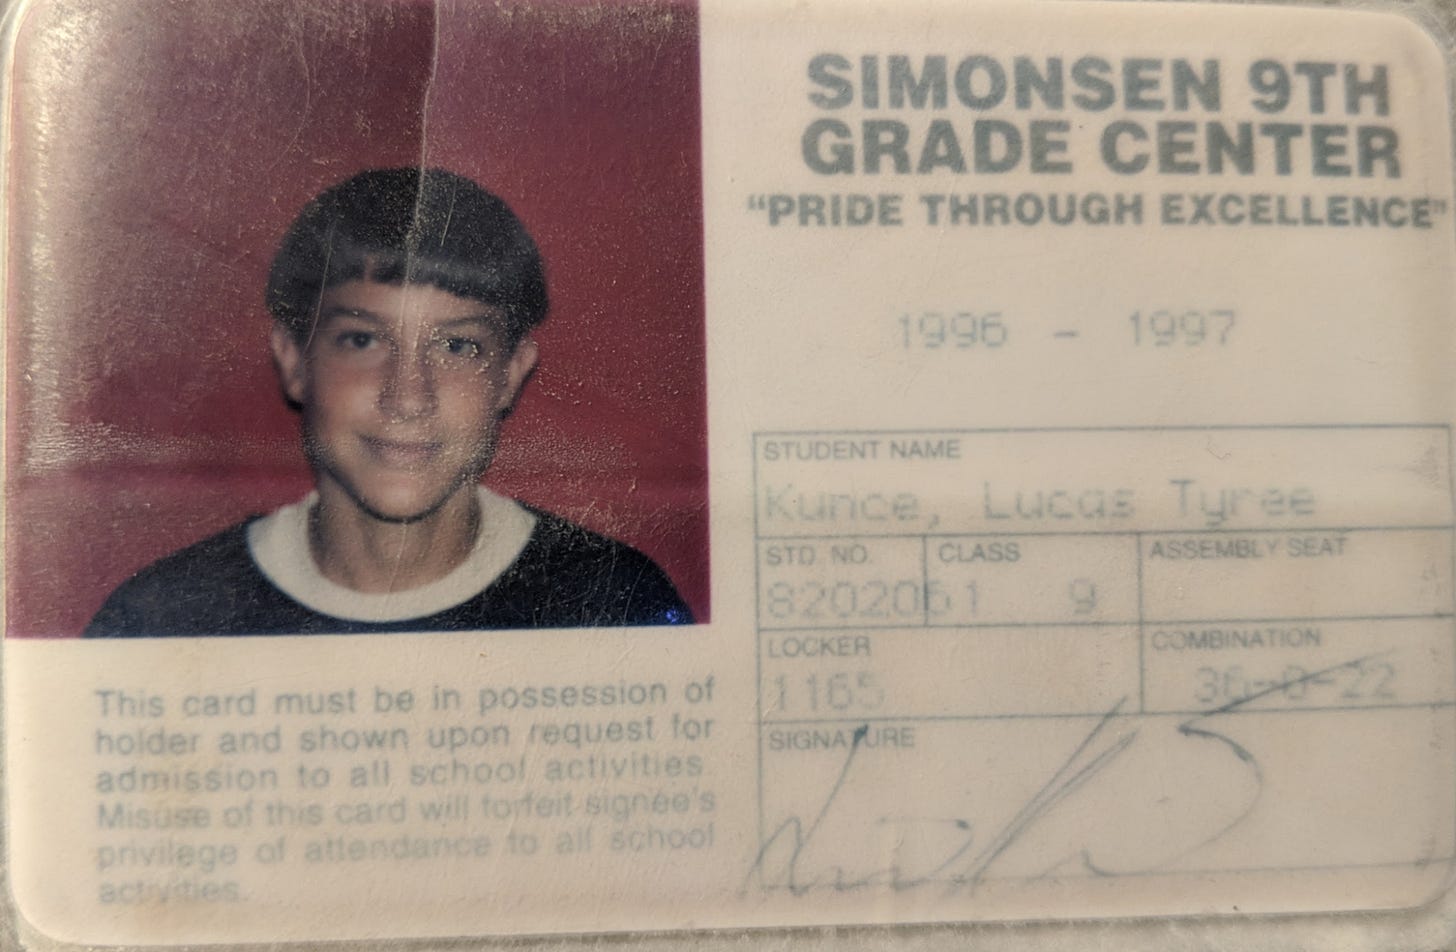 SIMONSEN 9TH
GRADE CENTER
"PRIDE THROUGH EXCELLENCE"
1996 - 1997
STUDENT NAME
Kunce, Lucas Tyree
STD. NO. CLASS ASSEMBLY SEAT
8202061 9
LOCKER COMBINATION
1165 36-8-22
SIGNATURE
This card must be in possession of
holder and shown upon request for
admission to all school activities.
Misuse of this card will forfeit signee's
privilege of attendance to all school
activities.